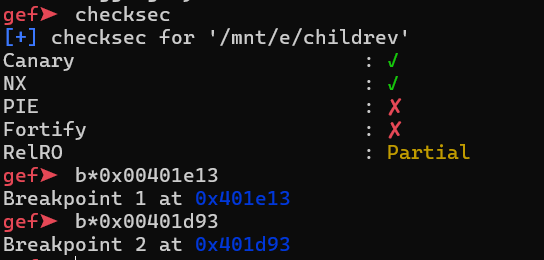 gef➤ checksec
[+] checksec for '/mnt/e/childrev'
Canary : ✓
NX : ✓
PIE : ✗
Fortify : ✗
RelRO : Partial
gef➤ b*0x00401e13
Breakpoint 1 at 0x401e13
gef➤ b*0x00401d93
Breakpoint 2 at 0x401d93